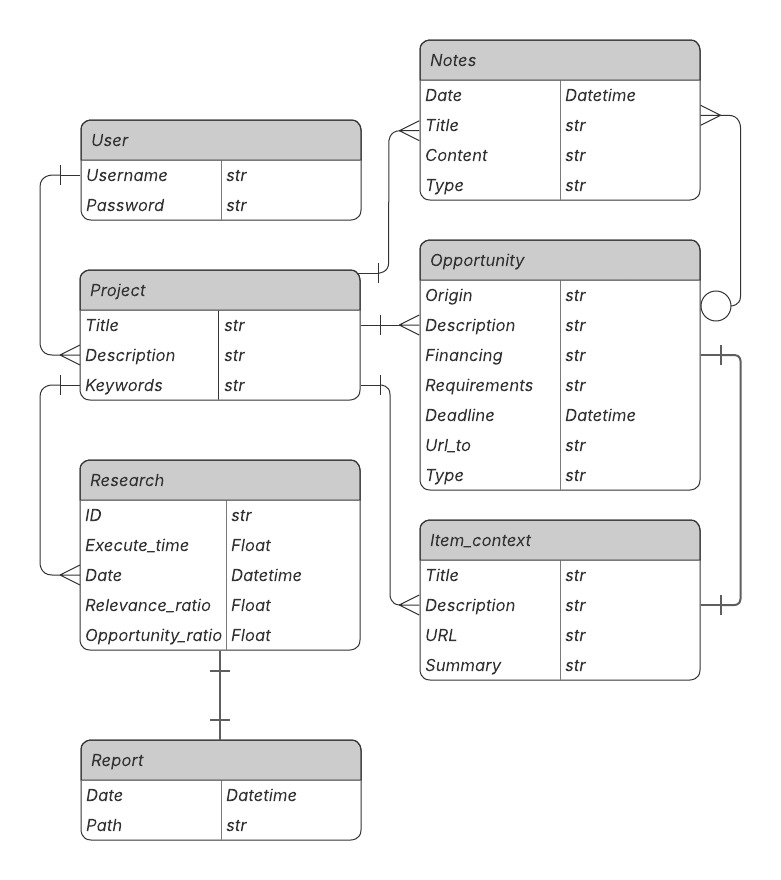 User
Username str
Password str
Project
Title str
Description str
Keywords str
Research
ID str
Execute_time Float
Date Datetime
Relevance_ratio Float
Opportunity_ratio Float
Report
Date Datetime
Path str
Notes
Date Datetime
Title str
Content str
Type str
Opportunity
Origin str
Description str
Financing str
Requirements str
Deadline Datetime
Url_to str
Type str
Item_context
Title str
Description str
URL str
Summary str